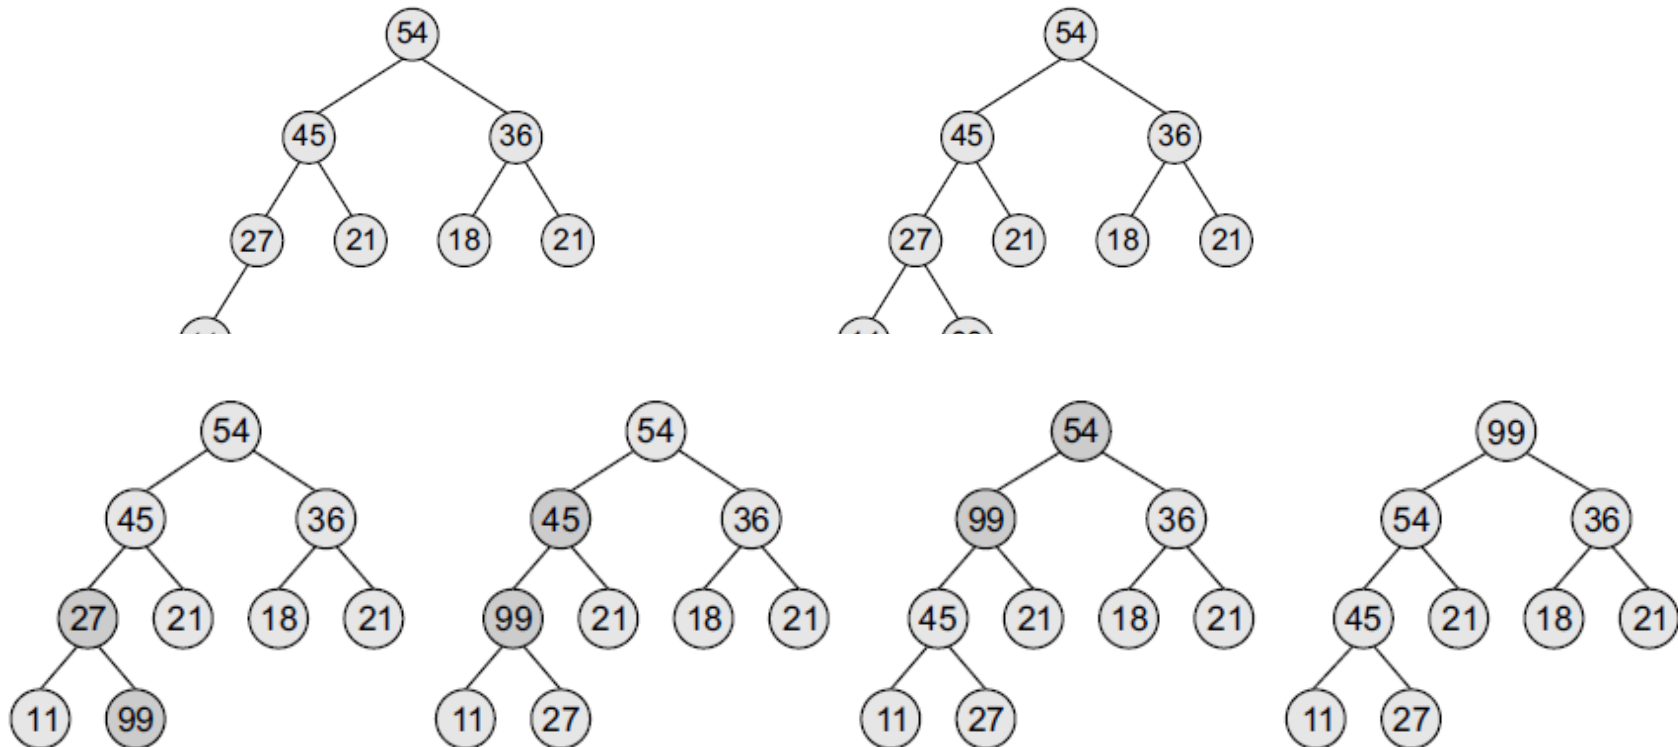 54 54
45 36 45 36
27 21 18 21 27 21 18 21
54 54 54 99
45 36 45 36 99 36 54 36
27 21 18 21 99 21 18 21 45 21 18 21 45 21 18 21
11 99 11 27 11 27 11 27